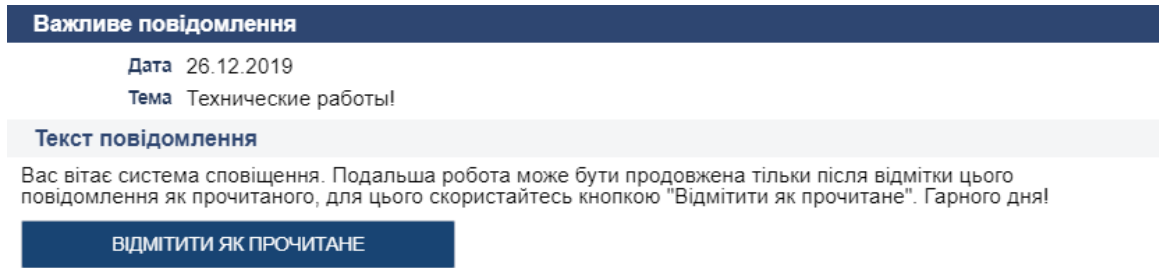 Важливе повідомлення
Дата 26.12.2019
Тема Технические работы!
Текст повідомлення
Вас вітає система сповіщення. Подальша робота може бути продовжена тільки після відмітки цього
повідомлення як прочитаного, для цього скористайтесь кнопкою "Відмітити як прочитане". Гарного дня!
ВІДМІТИТИ ЯК ПРОЧИТАНЕ